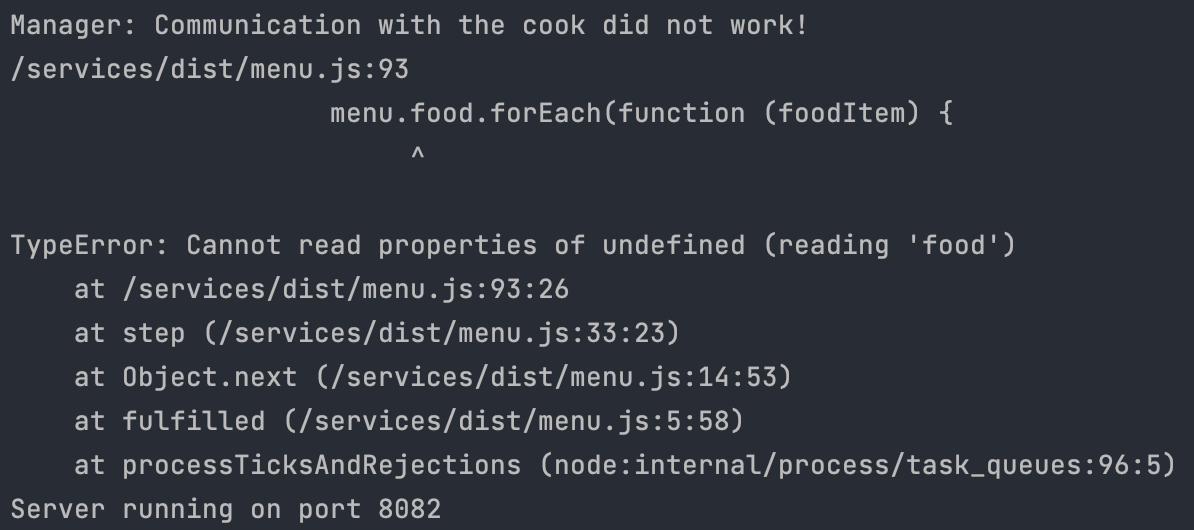 Manager: Communication with the cook did not work!
/services/dist/menu.js:93
                    menu.food.forEach(function (foodItem) {
                         ^
TypeError: Cannot read properties of undefined (reading 'food')
    at /services/dist/menu.js:93:26
    at step (/services/dist/menu.js:33:23)
    at Object.next (/services/dist/menu.js:14:53)
    at fulfilled (/services/dist/menu.js:5:58)
    at processTicksAndRejections (node:internal/process/task_queues:96:5)
Server running on port 8082